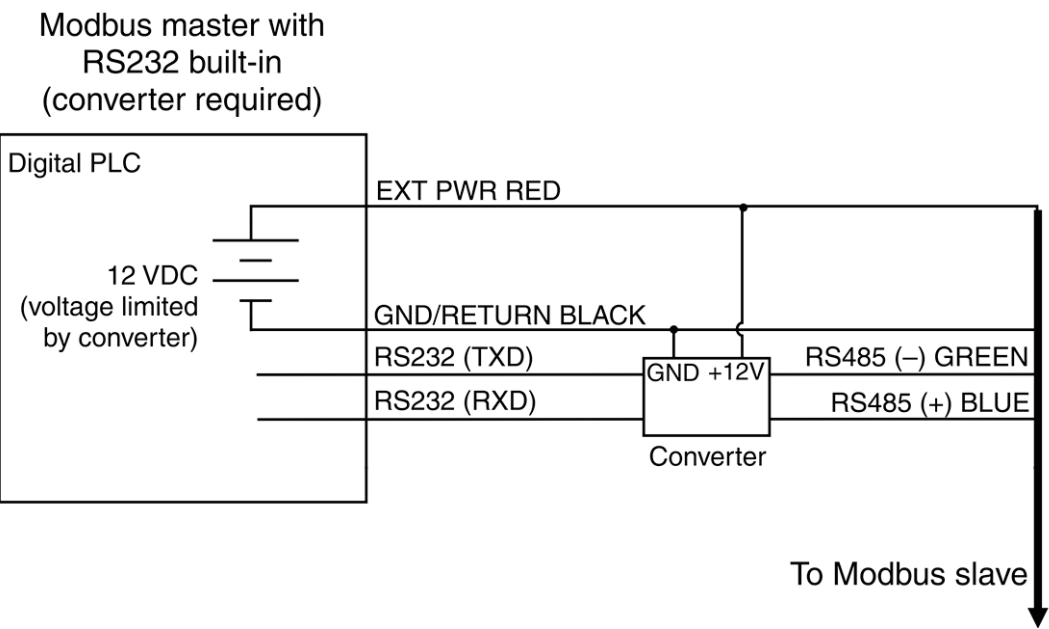 Modbus master with
RS232 built-in
(converter required)
Digital PLC
EXT PWR RED
12 VDC
(voltage limited
by converter)
GND/RETURN BLACK
RS232 (TXD)
GND +12V
RS485 (–) GREEN
RS232 (RXD)
RS485 (+) BLUE
Converter
To Modbus slave